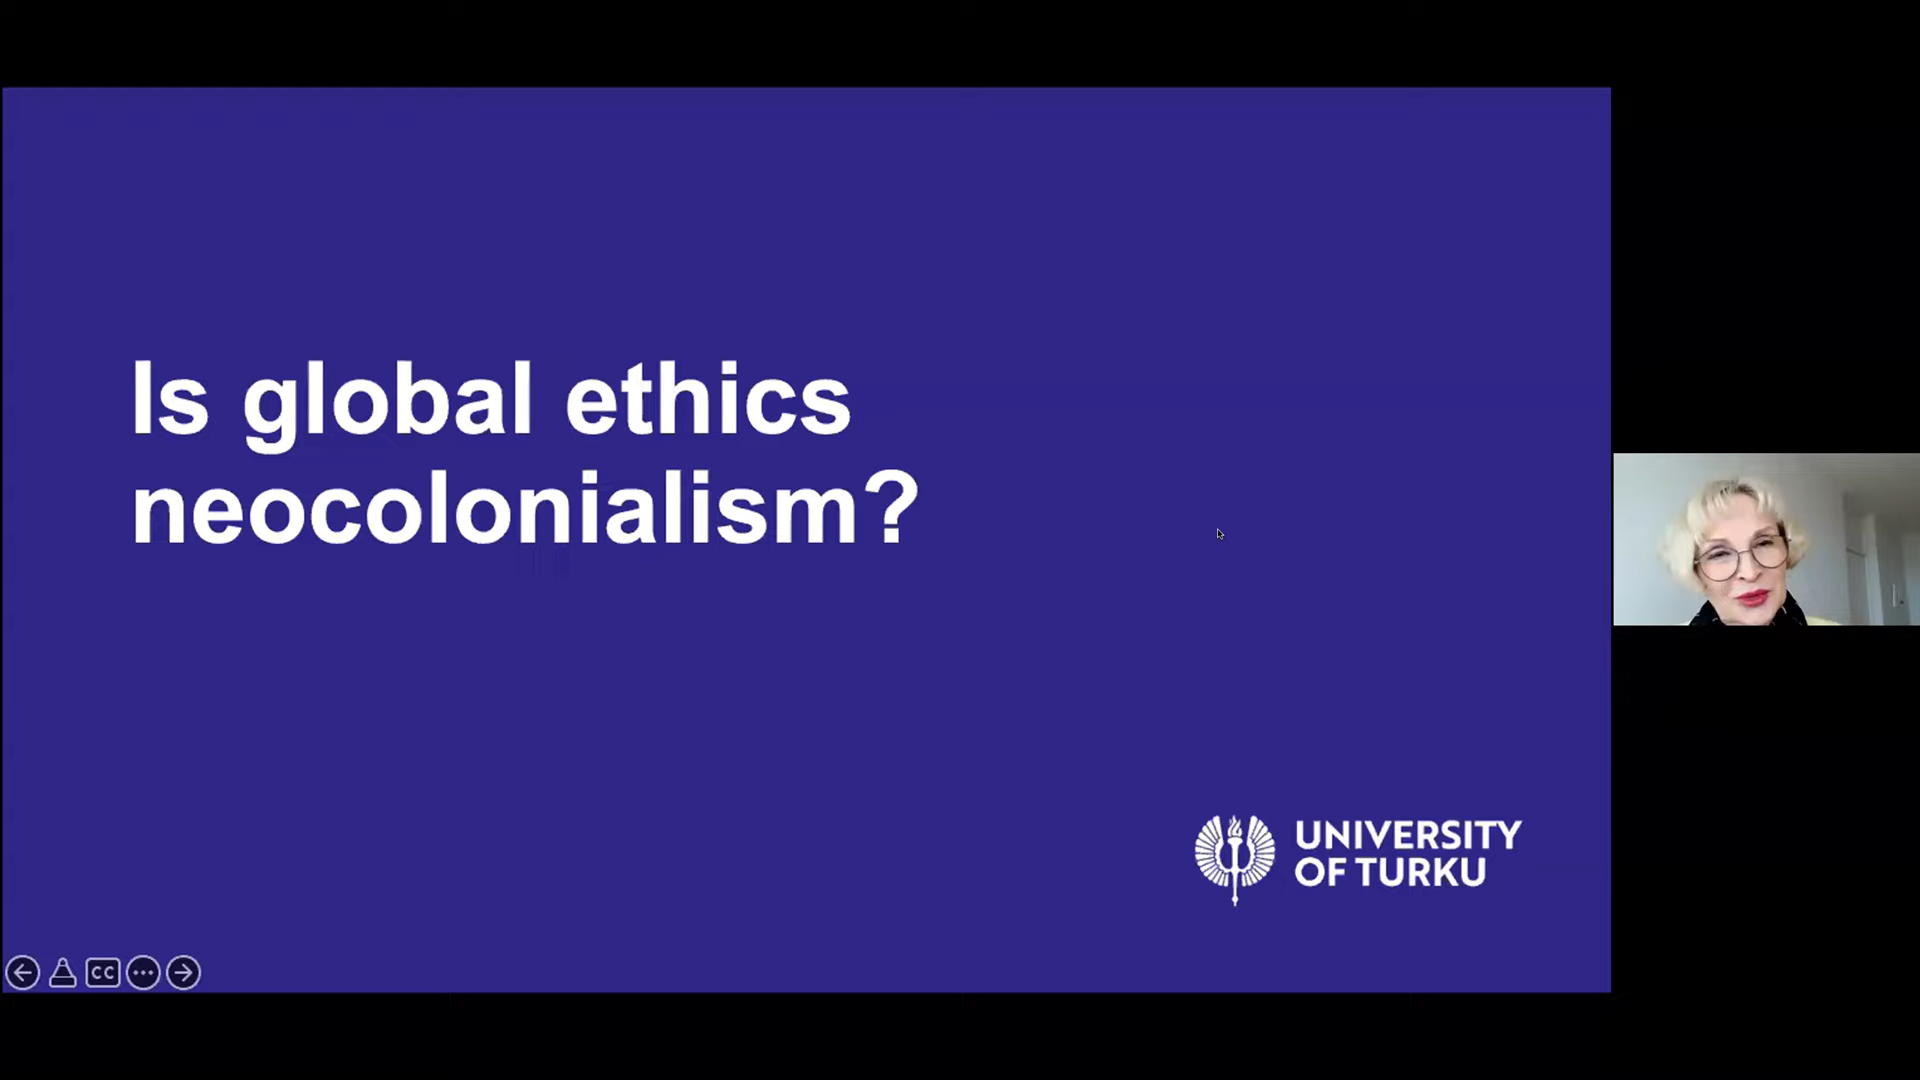 Is global ethics
neocolonialism?
UNIVERSITY
OF TURKU
CC